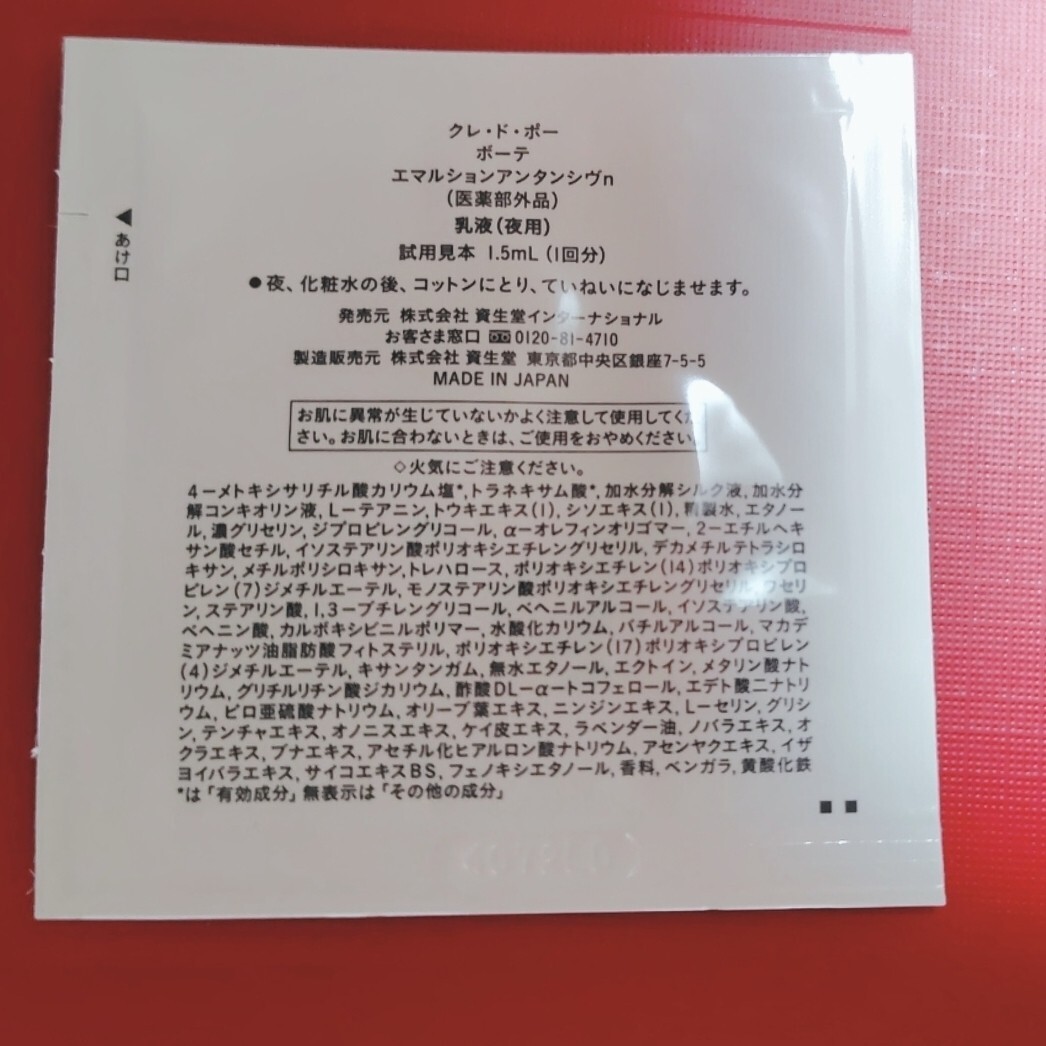 クレ・ド・ポー
ボーテ
エマルションアンタンシヴn
(医薬部外品)
乳液(夜用)
試用見本 1.5mL (1回分)
●夜、化粧水の後、コットンにとり、ていねいになじませます。
発売元 株式会社 資生堂インターナショナル
お客さま窓口 0120-81-4710
製造販売元 株式会社 資生堂 東京都中央区銀座7-5-5
MADE IN JAPAN
お肌に異常が生じていないかよく注意して使用してくだ
さい。お肌に合わないときは、ご使用をおやめください。
◇火気にご注意ください。
4-メトキシサリチル酸カリウム塩*,トラネキサム酸*,加水分解シルク液,加水分
解コンキオリン液,L-テアニン,トウキエキス(1),シソエキス(1),精製水,エタノー
ル,濃グリセリン,ジプロピレングリコール,α-オレフィンオリゴマー,2-エチルヘキ
サン酸セチル,イソステアリン酸ポリオキシエチレングリセリル,デカメチルテトラシロ
キサン,メチルポリシロキサン,トレハロース,ポリオキシエチレン(14)ポリオキシプロ
ピレン(7)ジメチルエーテル,モノステアリン酸ポリオキシエチレングリセリル,ワセリ
ン,ステアリン酸,1,3-ブチレングリコール,ベヘニルアルコール,イソステアリン酸,
ベヘニン酸,カルボキシビニルポリマー,水酸化カリウム,バチルアルコール,マカデ
ミアナッツ油脂肪酸フィトステリル,ポリオキシエチレン(17)ポリオキシプロピレン
(4)ジメチルエーテル,キサンタンガム,無水エタノール,エクトイン,メタリン酸ナト
リウム,グリチルリチン酸ジカリウム,酢酸DL-α-トコフェロール,エデト酸二ナトリ
ウム,ピロ亜硫酸ナトリウム,オリーブ葉エキス,ニンジンエキス,L-セリン,グリシ
ン,テンチャエキス,オノニスエキス,ケイ皮エキス,ラベンダー油,ノバラエキス,オ
クラエキス,ブナエキス,アセチル化ヒアルロン酸ナトリウム,アセンヤクエキス,イザ
ヨイバラエキス,サイコエキスBS,フェノキシエタノール,香料,ベンガラ,黄酸化鉄
*は「有効成分」無表示は「その他の成分」
◀あけ口